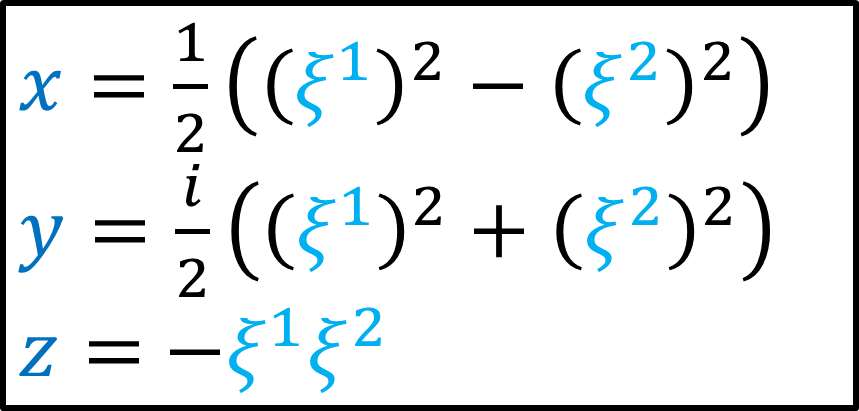 x = 1/2 ((ξ¹)² − (ξ²)²)
y = i/2 ((ξ¹)² + (ξ²)²)
z = −ξ¹ξ²